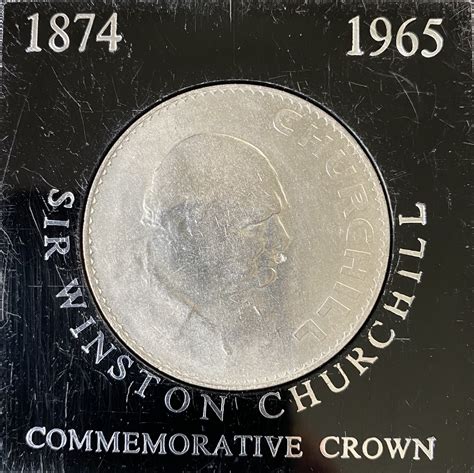 1874 1965
CHURCHILL
SIR WINSTON CHURCHILL
COMMEMORATIVE CROWN